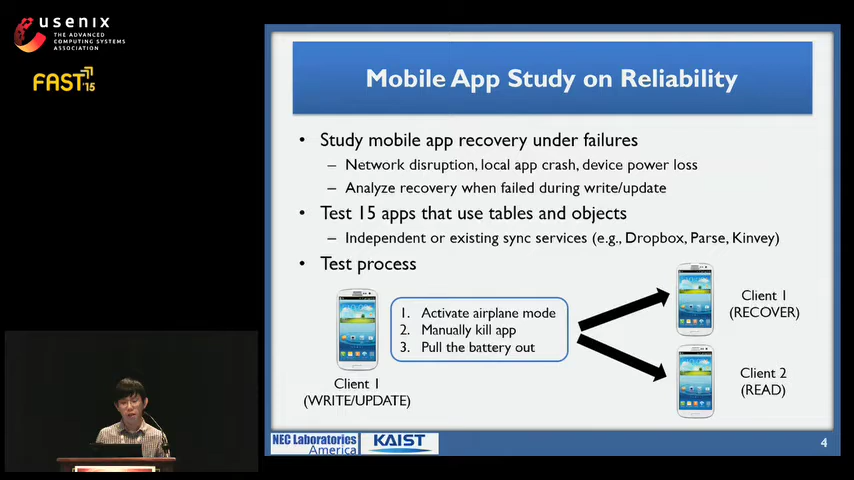 usenix
THE ADVANCED
COMPUTING SYSTEMS
ASSOCIATION
FAST '15
Mobile App Study on Reliability
• Study mobile app recovery under failures
– Network disruption, local app crash, device power loss
– Analyze recovery when failed during write/update
• Test 15 apps that use tables and objects
– Independent or existing sync services (e.g., Dropbox, Parse, Kinvey)
• Test process
1. Activate airplane mode
2. Manually kill app
3. Pull the battery out
Client 1
(WRITE/UPDATE)
Client 1
(RECOVER)
Client 2
(READ)
NEC Laboratories
America
KAIST
4
usenix